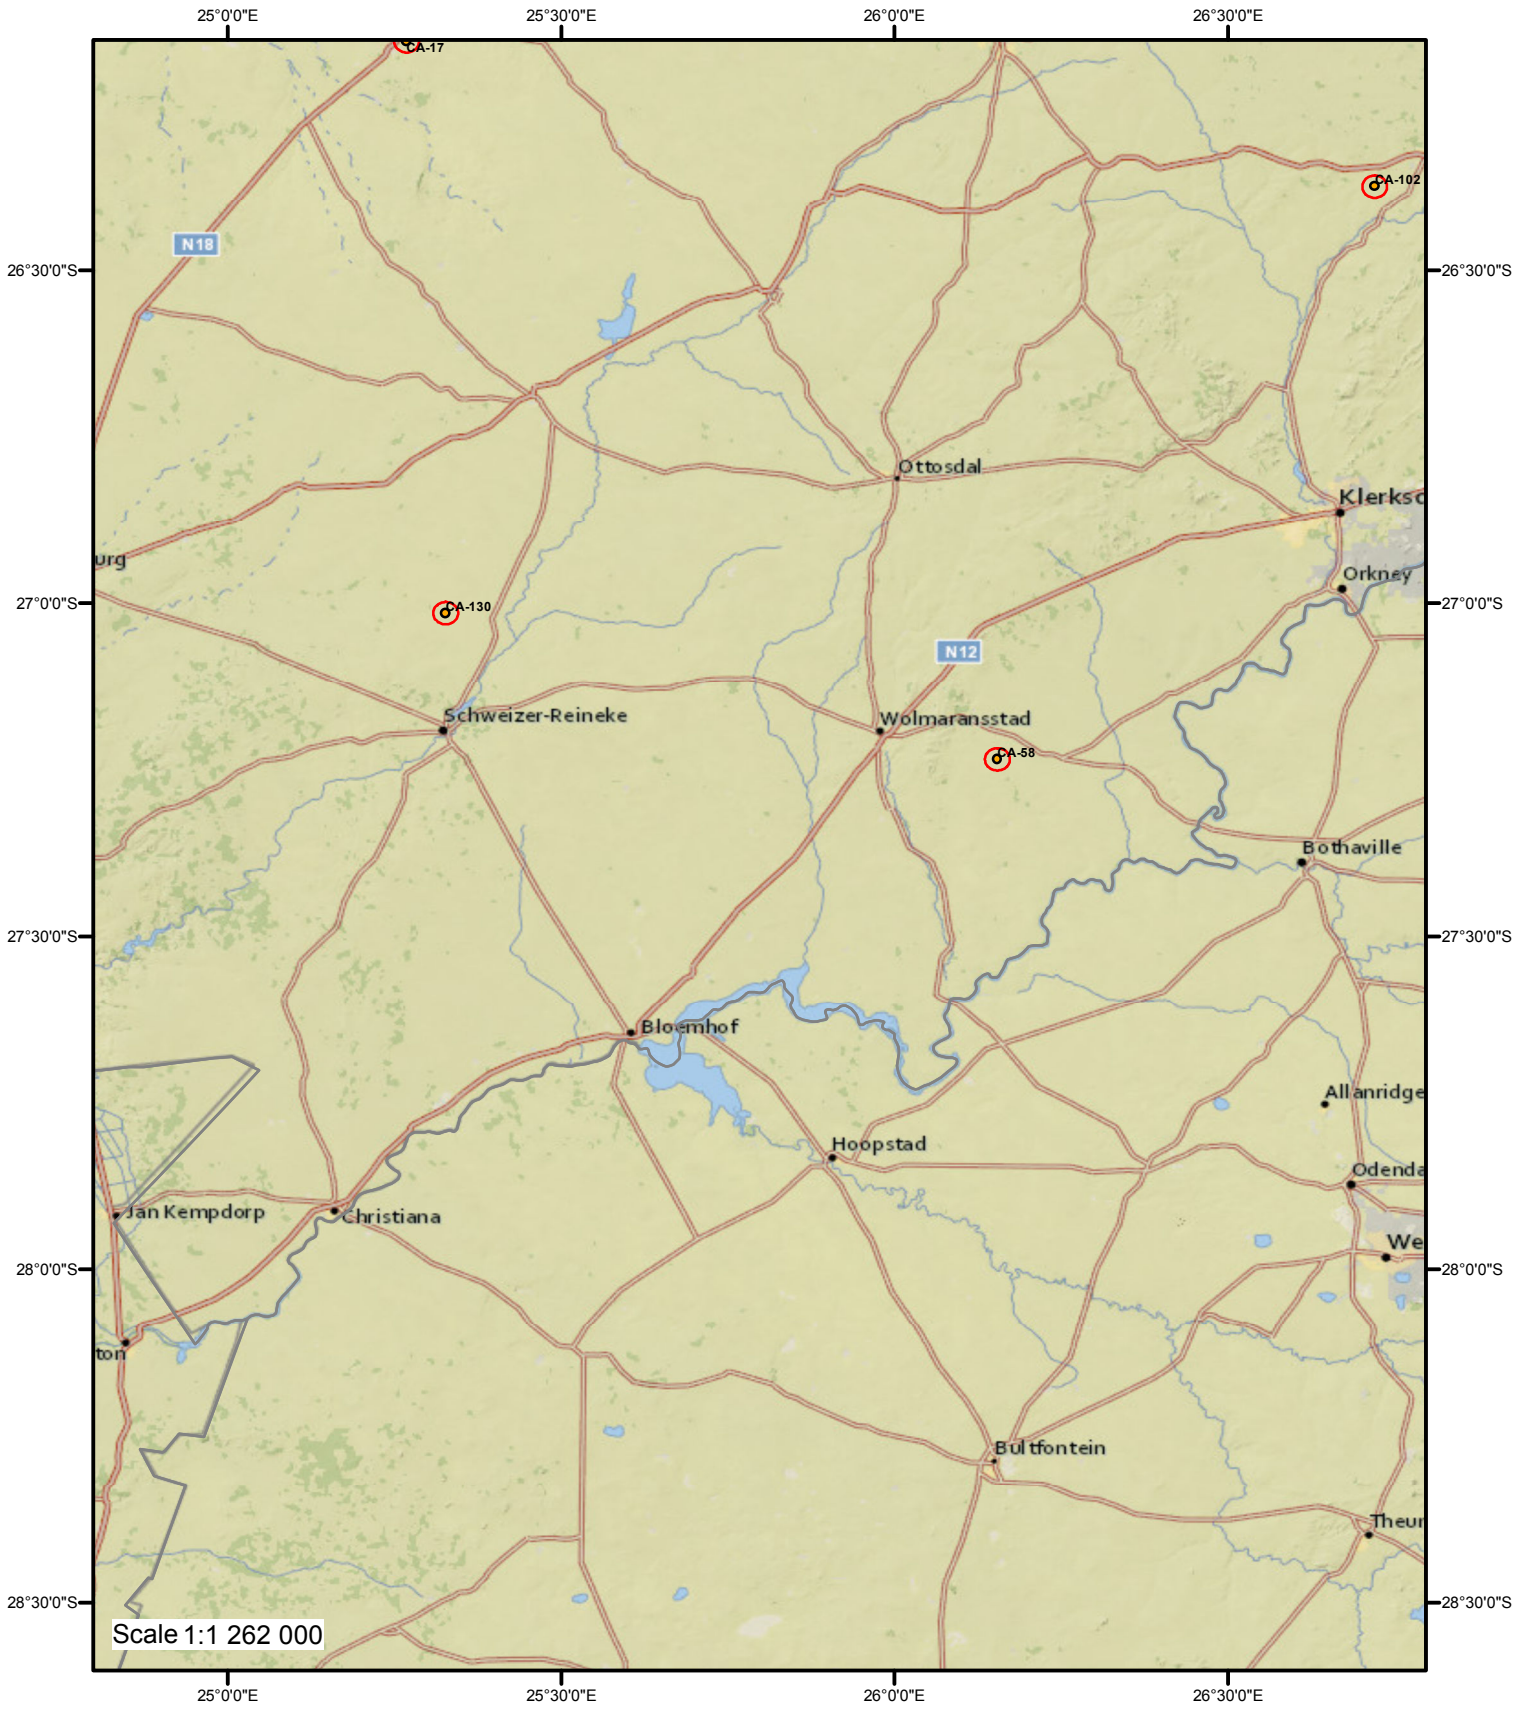 25°0'0"E
25°30'0"E
26°0'0"E
26°30'0"E
CA-17
CA-102
N18
26°30'0"S
26°30'0"S
Ottosdal
Klerksd
urg
Orkney
27°0'0"S
CA-130
27°0'0"S
N12
Schweizer-Reineke
Wolmaransstad
CA-58
Bothaville
27°30'0"S
27°30'0"S
Bloemhof
Allanridge
Hoopstad
Odenda
Jan Kempdorp
Christiana
We
28°0'0"S
28°0'0"S
ton
Bultfontein
Theun
28°30'0"S
28°30'0"S
Scale 1:1 262 000
25°0'0"E
25°30'0"E
26°0'0"E
26°30'0"E